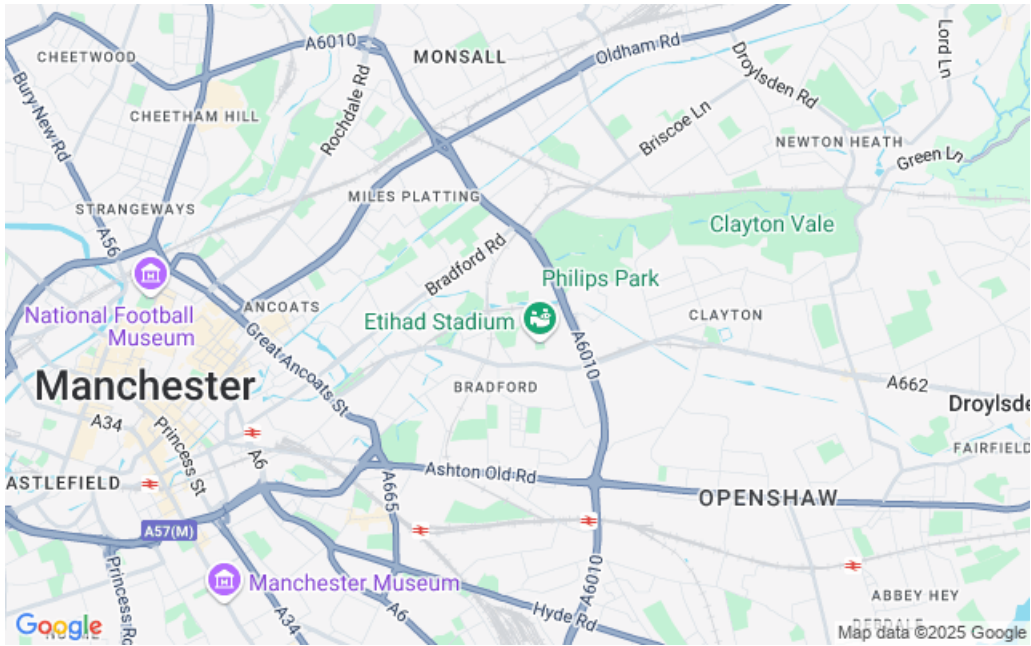 CHEETWOOD
A6010
MONSALL
Oldham Rd
Droylsden Rd
Lord Ln
Bury New Rd
CHEETHAM HILL
Rochdale Rd
Briscoe Ln
NEWTON HEATH
Green Ln
MILES PLATTING
STRANGEWAYS
A56
Clayton Vale
Bradford Rd
Philips Park
National Football
Museum
ANCOATS
Etihad Stadium
CLAYTON
Great Ancoats St
A6010
Manchester
BRADFORD
A662
Droylsde
A34
Princess St
A6
FAIRFIELD
ASTLEFIELD
Ashton Old Rd
A665
OPENSHAW
A57(M)
Princess Rd
Manchester Museum
A34
A6
Hyde Rd
A6010
ABBEY HEY
Google
Map data ©2025 Google